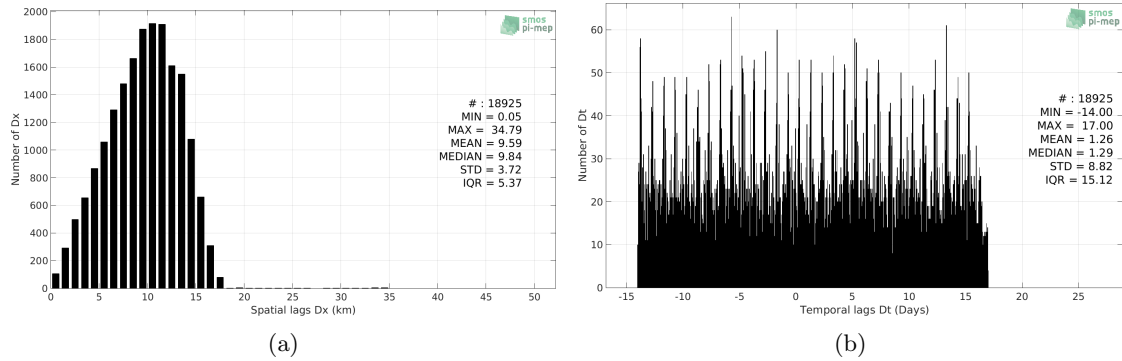 2000
1800
1600
1400
1200
1000
800
600
400
200
0
Number of Dx
0 5 10 15 20 25 30 35 40 45 50
Spatial lags Dx (km)
smos
pi-mep
# : 18925
MIN = 0.05
MAX = 34.79
MEAN = 9.59
MEDIAN = 9.84
STD = 3.72
IQR = 5.37
(a)
60
50
40
30
20
10
0
Number of Dt
-15 -10 -5 0 5 10 15 20 25
Temporal lags Dt (Days)
smos
pi-mep
# : 18925
MIN = -14.00
MAX = 17.00
MEAN = 1.26
MEDIAN = 1.29
STD = 8.82
IQR = 15.12
(b)